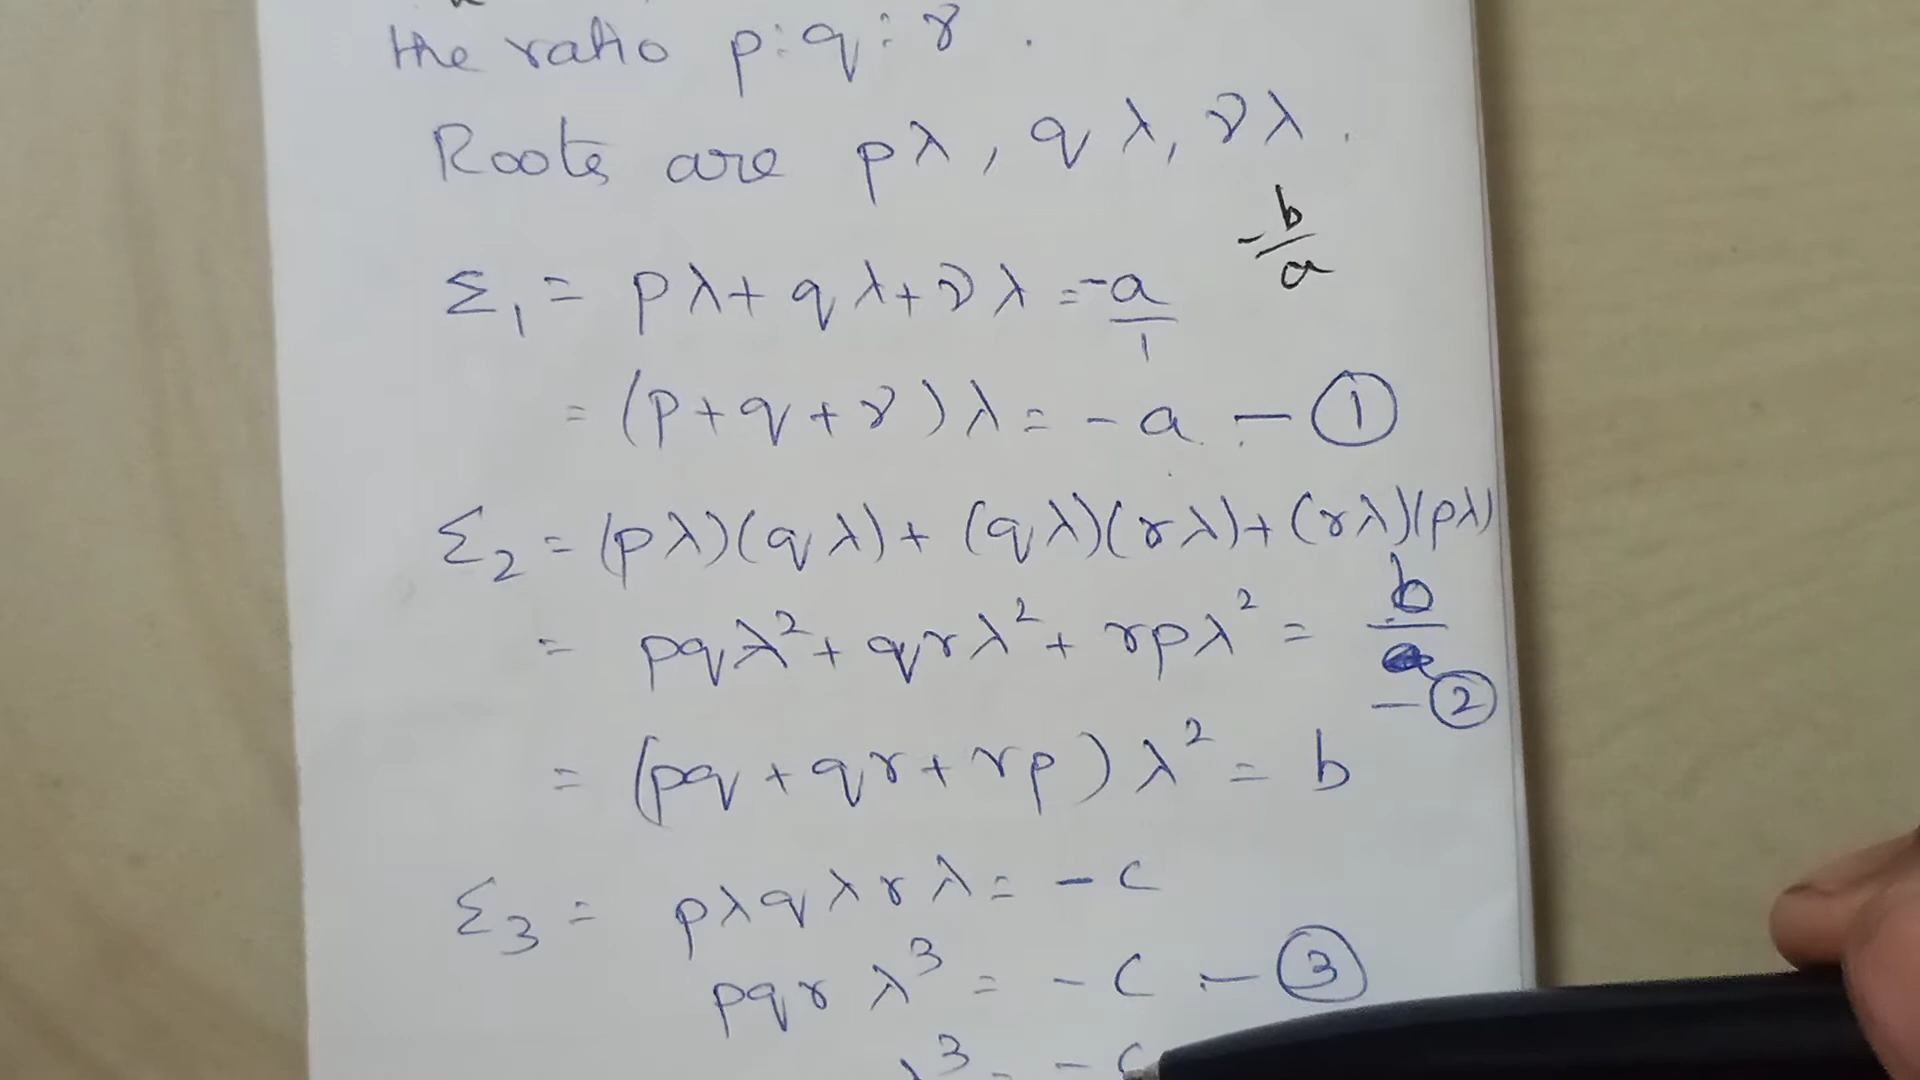 the ratio p:q:r.
Roots are pλ, qλ, rλ.
-b/a
Σ₁ = pλ + qλ + rλ = -a/1
= (p+q+r)λ = -a — ①
Σ₂ = (pλ)(qλ) + (qλ)(rλ) + (rλ)(pλ)
= pqλ² + qrλ² + rpλ² = b/
— ②
= (pq + qr + rp)λ² = b
Σ₃ = pλqλrλ = -c
pqrλ³ = -c — ③
λ³ = -c